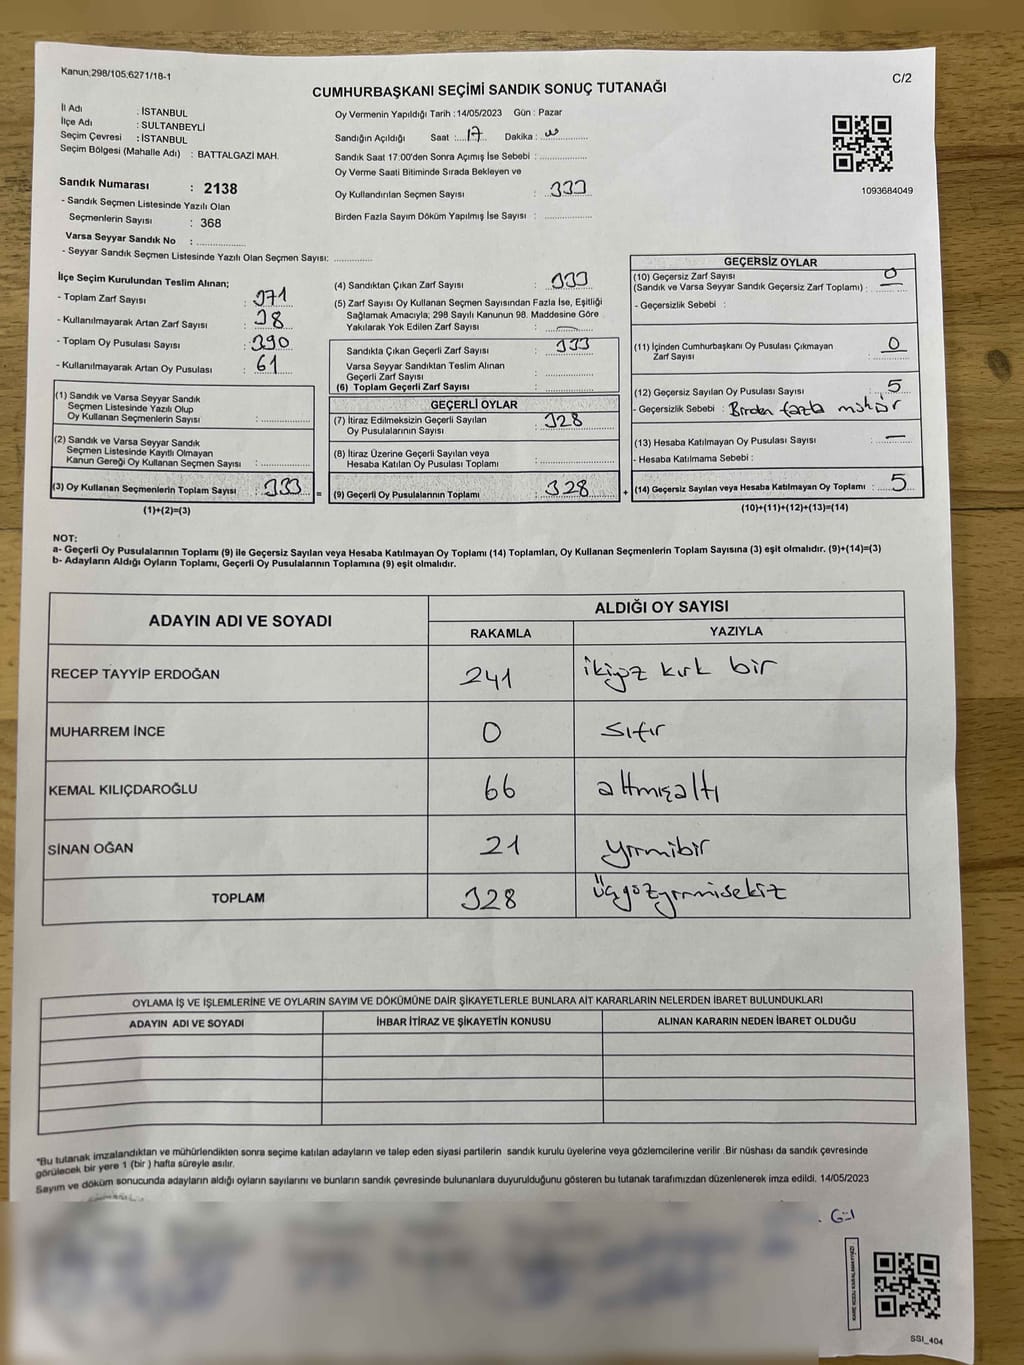 Kanun;298/105;6271/18-1
C/2
CUMHURBAŞKANI SEÇİMİ SANDIK SONUÇ TUTANAĞI
İl Adı : İSTANBUL
İlçe Adı : SULTANBEYLİ
Seçim Çevresi : İSTANBUL
Seçim Bölgesi (Mahalle Adı) : BATTALGAZİ MAH.
Sandık Numarası : 2138
- Sandık Seçmen Listesinde Yazılı Olan
Seçmenlerin Sayısı : 368
Varsa Seyyar Sandık No :
- Seyyar Sandık Seçmen Listesinde Yazılı Olan Seçmen Sayısı:
Oy Vermenin Yapıldığı Tarih : 14/05/2023 Gün : Pazar
Sandığın Açıldığı Saat : 17 Dakika :
Sandık Saat 17:00'den Sonra Açımış İse Sebebi :
Oy Verme Saati Bitiminde Sırada Bekleyen ve
Oy Kullandırılan Seçmen Sayısı : 333
Birden Fazla Sayım Döküm Yapılmış İse Sayısı :
1093684049
İlçe Seçim Kurulundan Teslim Alınan;
- Toplam Zarf Sayısı : 371
- Kullanılmayarak Artan Zarf Sayısı : 38
- Toplam Oy Pusulası Sayısı : 390
- Kullanılmayarak Artan Oy Pusulası : 61
(1) Sandık ve Varsa Seyyar Sandık
Seçmen Listesinde Yazılı Olup
Oy Kullanan Seçmenlerin Sayısı :
(2) Sandık ve Varsa Seyyar Sandık
Seçmen Listesinde Kayıtlı Olmayan
Kanun Gereği Oy Kullanan Seçmen Sayısı :
(3) Oy Kullanan Seçmenlerin Toplam Sayısı : 333 =
(1)+(2)=(3)
(4) Sandıktan Çıkan Zarf Sayısı : 333
(5) Zarf Sayısı Oy Kullanan Seçmen Sayısından Fazla İse, Eşitliği
Sağlamak Amacıyla; 298 Sayılı Kanunun 98. Maddesine Göre
Yakılarak Yok Edilen Zarf Sayısı : —
Sandıkta Çıkan Geçerli Zarf Sayısı : 333
Varsa Seyyar Sandıktan Teslim Alınan
Geçerli Zarf Sayısı :
(6) Toplam Geçerli Zarf Sayısı :
GEÇERLİ OYLAR
(7) İtiraz Edilmeksizin Geçerli Sayılan
Oy Pusulalarının Sayısı : 328
(8) İtiraz Üzerine Geçerli Sayılan veya
Hesaba Katılan Oy Pusulası Toplamı :
(9) Geçerli Oy Pusulalarının Toplamı : 328 +
GEÇERSİZ OYLAR
(10) Geçersiz Zarf Sayısı
(Sandık ve Varsa Seyyar Sandık Geçersiz Zarf Toplamı) : 0
- Geçersizlik Sebebi :
(11) İçinden Cumhurbaşkanı Oy Pusulası Çıkmayan
Zarf Sayısı : 0
(12) Geçersiz Sayılan Oy Pusulası Sayısı : 5
- Geçersizlik Sebebi : Birden fazla mühür
(13) Hesaba Katılmayan Oy Pusulası Sayısı : —
- Hesaba Katılmama Sebebi :
(14) Geçersiz Sayılan veya Hesaba Katılmayan Oy Toplamı : 5
(10)+(11)+(12)+(13)=(14)
NOT:
a- Geçerli Oy Pusulalarının Toplamı (9) ile Geçersiz Sayılan veya Hesaba Katılmayan Oy Toplamı (14) Toplamları, Oy Kullanan Seçmenlerin Toplam Sayısına (3) eşit olmalıdır. (9)+(14)=(3)
b- Adayların Aldığı Oyların Toplamı, Geçerli Oy Pusulalarının Toplamına (9) eşit olmalıdır.
ADAYIN ADI VE SOYADI
ALDIĞI OY SAYISI
RAKAMLA YAZIYLA
RECEP TAYYİP ERDOĞAN 241 ikiyüz kırk bir
MUHARREM İNCE 0 sıfır
KEMAL KILIÇDAROĞLU 66 altmışaltı
SİNAN OĞAN 21 yirmibir
TOPLAM 328 Üçyüzyirmisekiz
OYLAMA İŞ VE İŞLEMLERİNE VE OYLARIN SAYIM VE DÖKÜMÜNE DAİR ŞİKAYETLERLE BUNLARA AİT KARARLARIN NELERDEN İBARET BULUNDUKLARI
ADAYIN ADI VE SOYADI İHBAR İTİRAZ VE ŞİKAYETİN KONUSU ALINAN KARARIN NEDEN İBARET OLDUĞU
"Bu tutanak imzalandıktan ve mühürlendikten sonra seçime katılan adayların ve talep eden siyasi partilerin sandık kurulu üyelerine veya gözlemcilerine verilir .Bir nüshası da sandık çevresinde
görülecek bir yere 1 (bir ) hafta süreyle asılır.
Sayım ve döküm sonucunda adayların aldığı oyların sayılarını ve bunların sandık çevresinde bulunanlara duyurulduğunu gösteren bu tutanak tarafımızdan düzenlenerek imza edildi. 14/05/2023
SSI_404